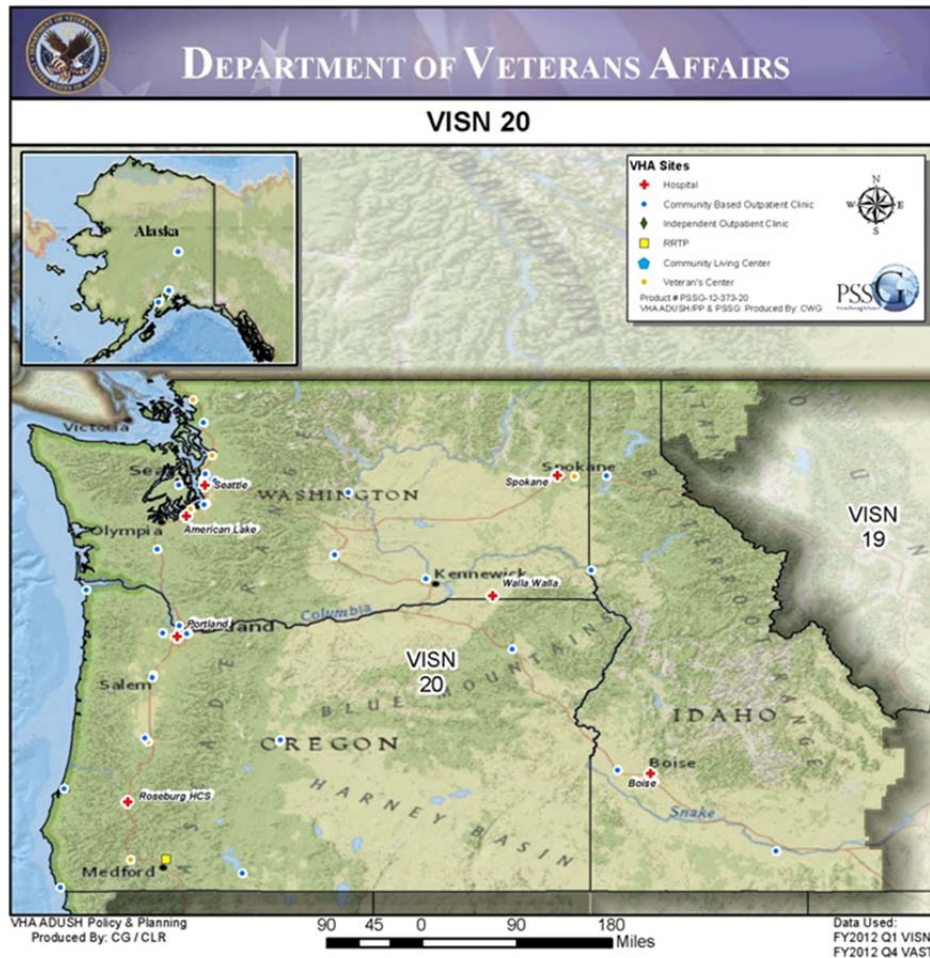 DEPARTMENT OF VETERANS AFFAIRS
VISN 20
Alaska
VHA Sites
Hospital
Community Based Outpatient Clinic
Independent Outpatient Clinic
RRTP
Community Living Center
Veteran's Center
Product # PSSG-12-373-20
VHA ADUSH/PP & PSSG. Produced By: CWG
N
W E
S
PSSG
Victoria
Spokane
Spokane
Seattle
WASHINGTON
American Lake
Olympia
VISN
19
Kennewick
Walla Walla
Columbia
Portland
VISN
20
Salem
BLUE MOUNTAINS
IDAHO
BITTERROOT RANGE
CASCADE
OREGON
Boise
Boise
HARNEY BASIN
Roseburg HCS
Snake
Medford
VHA ADUSH Policy & Planning
Produced By: CG / CLR
90 45 0 90 180
Miles
Data Used:
FY2012 Q1 VISN
FY2012 Q4 VAST